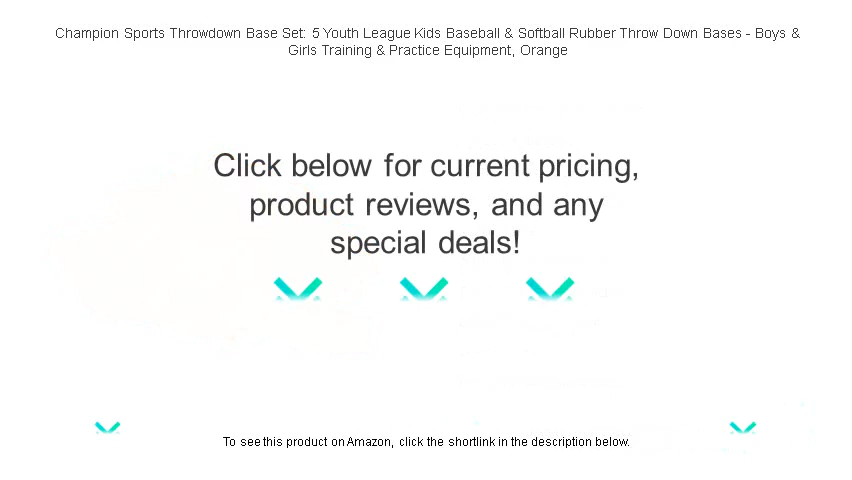 Champion Sports Throwdown Base Set: 5 Youth League Kids Baseball & Softball Rubber Throw Down Bases - Boys &
Girls Training & Practice Equipment, Orange
Click below for current pricing,
product reviews, and any
special deals!
To see this product on Amazon, click the shortlink in the description below.